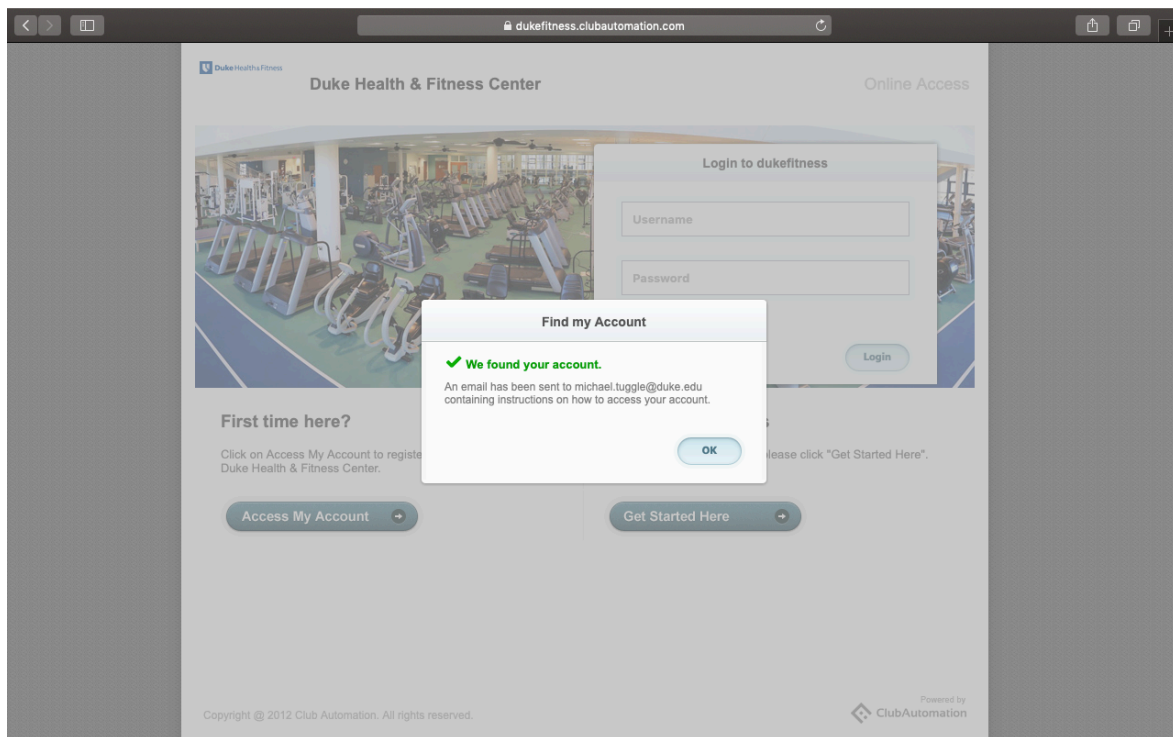 dukefitness.clubautomation.com
Duke Health & Fitness
Duke Health & Fitness Center
Online Access
Login to dukefitness
Username
Password
Login
Find my Account
We found your account.
An email has been sent to michael.tuggle@duke.edu
containing instructions on how to access your account.
OK
First time here?
Click on Access My Account to registe
Duke Health & Fitness Center.
Access My Account
lease click "Get Started Here".
Get Started Here
Copyright @ 2012 Club Automation. All rights reserved.
Powered by
ClubAutomation